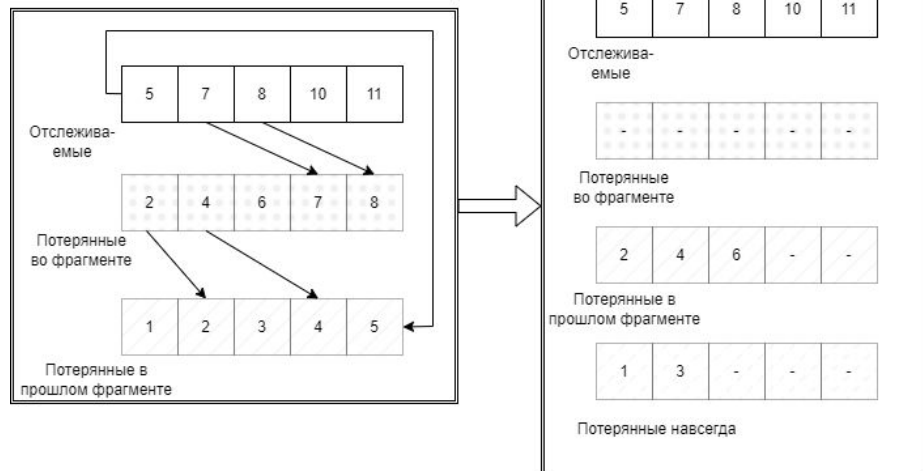 5 7 8 10 11
Отслежива-
емые
2 4 6 7 8
Потерянные
во фрагменте
1 2 3 4 5
Потерянные в
прошлом фрагменте
5 7 8 10 11
Отслежива-
емые
- - - - -
Потерянные
во фрагменте
2 4 6 - -
Потерянные в
прошлом фрагменте
1 3 - - -
Потерянные навсегда